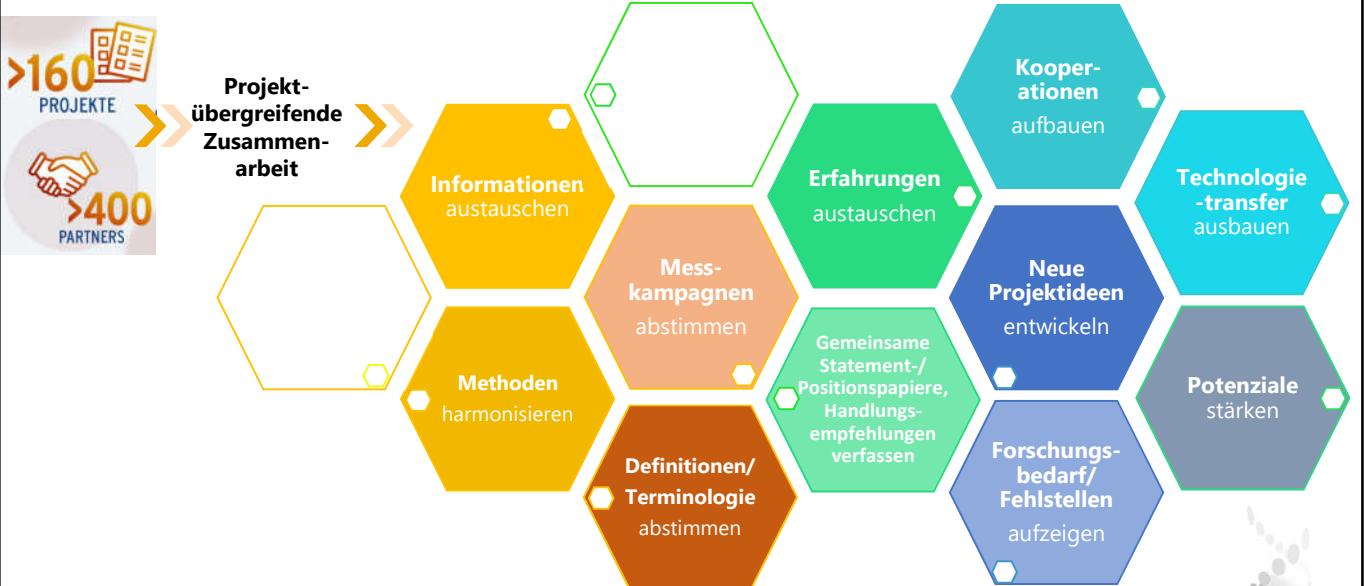 >160
PROJEKTE
>400
PARTNERS
Projekt-
übergreifende
Zusammen-
arbeit
Informationen
austauschen
Methoden
harmonisieren
Mess-
kampagnen
abstimmen
Definitionen/
Terminologie
abstimmen
Erfahrungen
austauschen
Gemeinsame
Statement-/
Positionspapiere,
Handlungs-
empfehlungen
verfassen
Kooper-
ationen
aufbauen
Neue
Projektideen
entwickeln
Forschungs-
bedarf/
Fehlstellen
aufzeigen
Technologie
-transfer
ausbauen
Potenziale
stärken